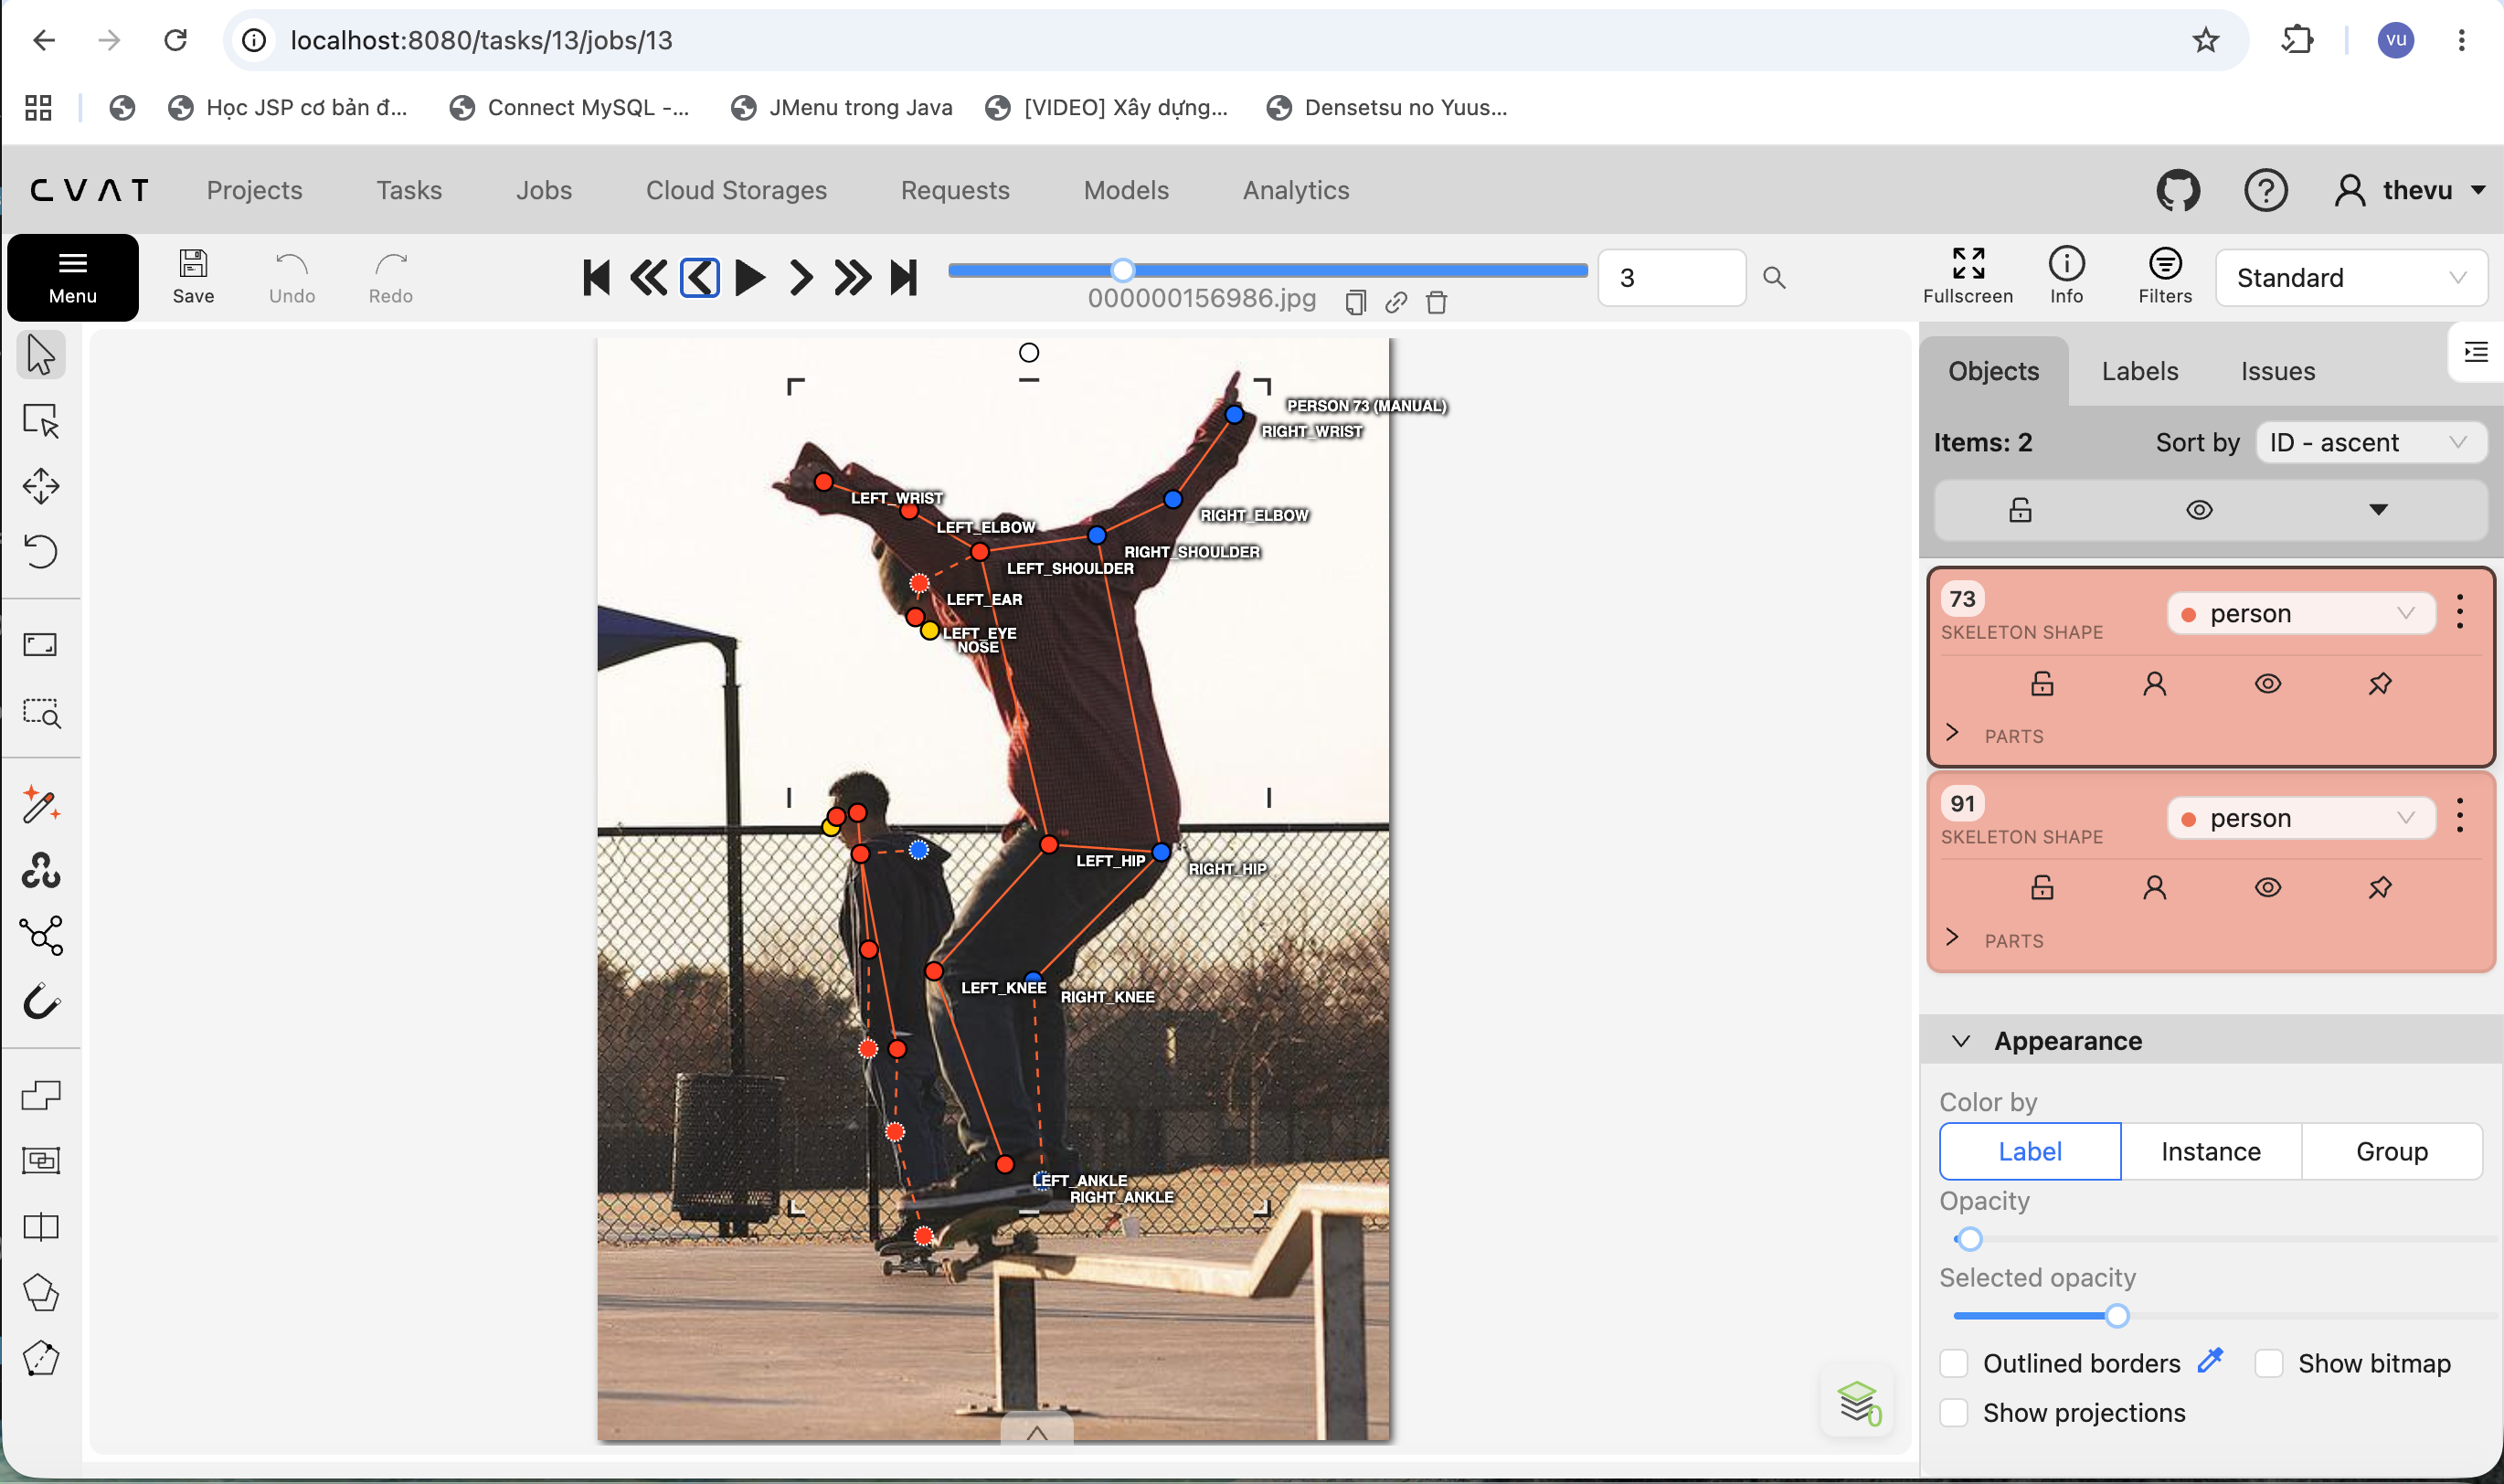 localhost:8080/tasks/13/jobs/13
VU
Học JSP cơ bản đ...
Connect MySQL -...
JMenu trong Java
[VIDEO] Xây dựng...
Densetsu no Yuus...
CVAT
Projects
Tasks
Jobs
Cloud Storages
Requests
Models
Analytics
thevu
Menu
Save
Undo
Redo
000000156986.jpg
3
Fullscreen
Info
Filters
Standard
PERSON 73 (MANUAL)
RIGHT_WRIST
LEFT_WRIST
RIGHT_ELBOW
LEFT_ELBOW
RIGHT_SHOULDER
LEFT_SHOULDER
LEFT_EAR
LEFT_EYE
NOSE
LEFT_HIP
RIGHT_HIP
LEFT_KNEE
RIGHT_KNEE
LEFT_ANKLE
RIGHT_ANKLE
0
Objects
Labels
Issues
Items: 2
Sort by
ID - ascent
73
SKELETON SHAPE
person
PARTS
91
SKELETON SHAPE
person
PARTS
Appearance
Color by
Label
Instance
Group
Opacity
Selected opacity
Outlined borders
Show bitmap
Show projections